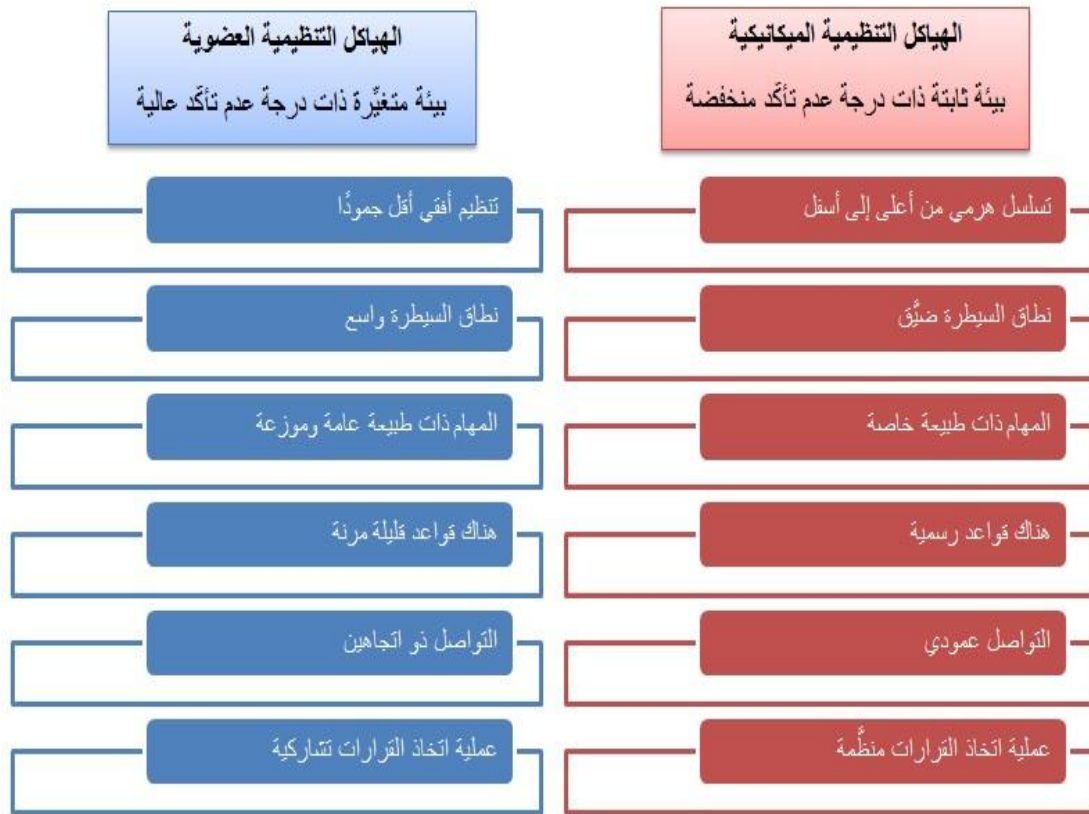 الهياكل التنظيمية الميكانيكية
بيئة ثابتة ذات درجة عدم تأكّد منخفضة
تسلسل هرمي من أعلى إلى أسفل
نطاق السيطرة ضيَّق
المهام ذات طبيعة خاصة
هناك قواعد رسمية
التواصل عمودي
عملية اتخاذ القرارات منظَّمة
الهياكل التنظيمية العضوية
بيئة متغيِّرة ذات درجة عدم تأكّد عالية
تنظيم أفقي أقل جمودًا
نطاق السيطرة واسع
المهام ذات طبيعة عامة وموزعة
هناك قواعد قليلة مرنة
التواصل ذو اتجاهين
عملية اتخاذ القرارات تشاركية